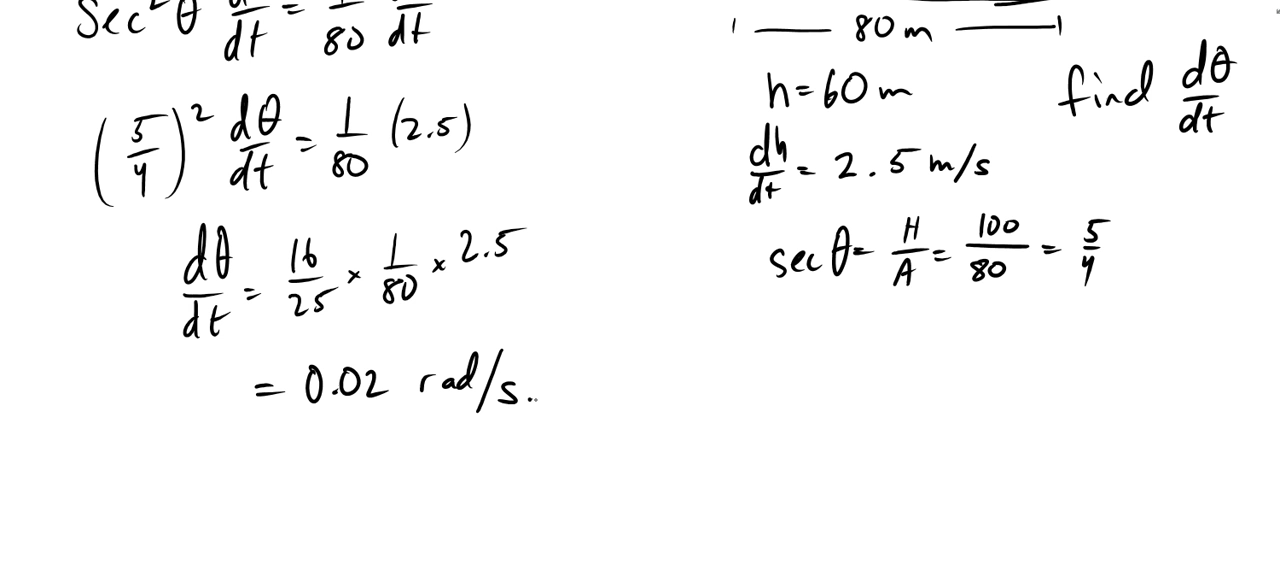 sec² θ dθ/dt = 1/80 dh/dt
(5/4)² dθ/dt = 1/80 (2.5)
dθ/dt = 16/25 × 1/80 × 2.5
= 0.02 rad/s.
80 m
h = 60 m find dθ/dt
dh/dt = 2.5 m/s
sec θ = H/A = 100/80 = 5/4